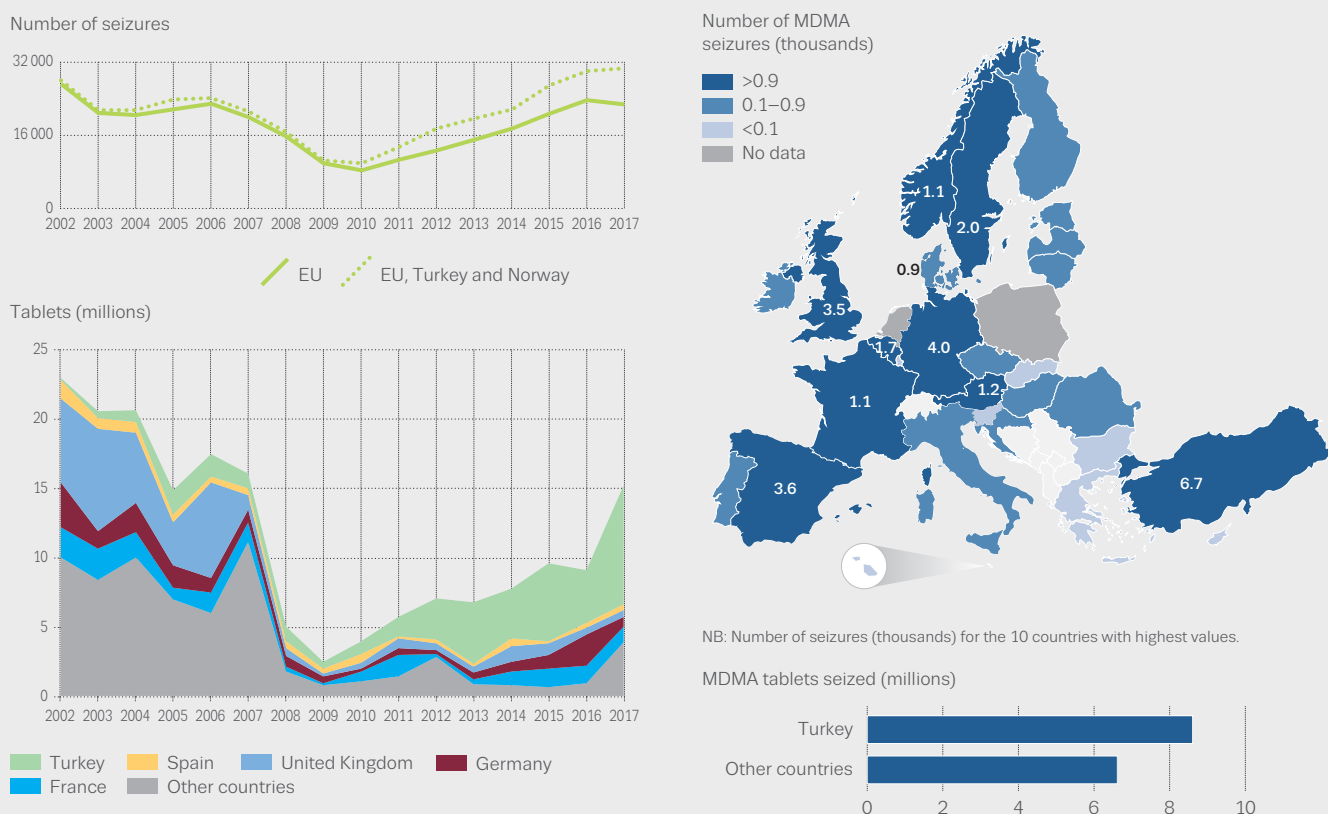 Number of seizures
32 000
16 000
0
2002 2003 2004 2005 2006 2007 2008 2009 2010 2011 2012 2013 2014 2015 2016 2017
EU
EU, Turkey and Norway
Tablets (millions)
25
20
15
10
5
0
2002 2003 2004 2005 2006 2007 2008 2009 2010 2011 2012 2013 2014 2015 2016 2017
Turkey Spain United Kingdom Germany
France Other countries
Number of MDMA
seizures (thousands)
>0.9
0.1–0.9
<0.1
No data
1.1
2.0
0.9
3.5
1.7
4.0
1.2
1.1
3.6
6.7
NB: Number of seizures (thousands) for the 10 countries with highest values.
MDMA tablets seized (millions)
Turkey
Other countries
0 2 4 6 8 10